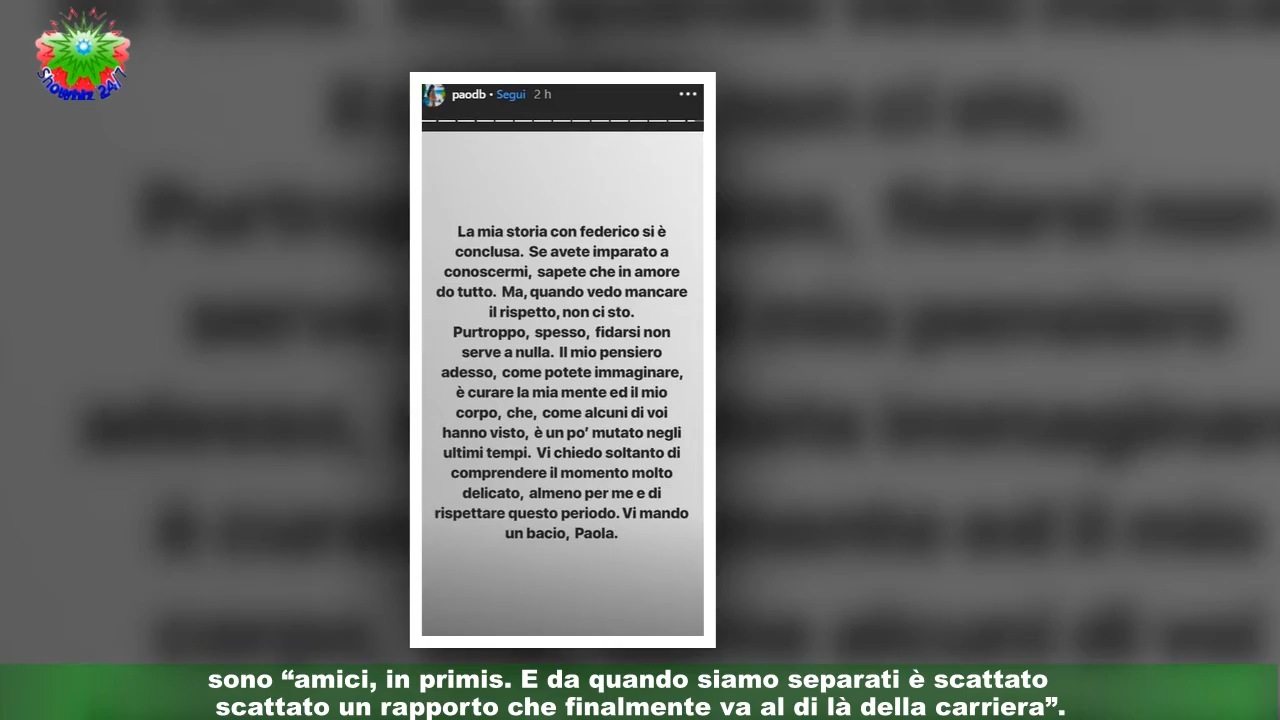 Showbiz 24/7
paodb • Segui 2 h
La mia storia con federico si è
conclusa. Se avete imparato a
conoscermi, sapete che in amore
do tutto. Ma, quando vedo mancare
il rispetto, non ci sto.
Purtroppo, spesso, fidarsi non
serve a nulla. Il mio pensiero
adesso, come potete immaginare,
è curare la mia mente ed il mio
corpo, che, come alcuni di voi
hanno visto, è un po’ mutato negli
ultimi tempi. Vi chiedo soltanto di
comprendere il momento molto
delicato, almeno per me e di
rispettare questo periodo. Vi mando
un bacio, Paola.
sono “amici, in primis. E da quando siamo separati è scattato
scattato un rapporto che finalmente va al di là della carriera”.